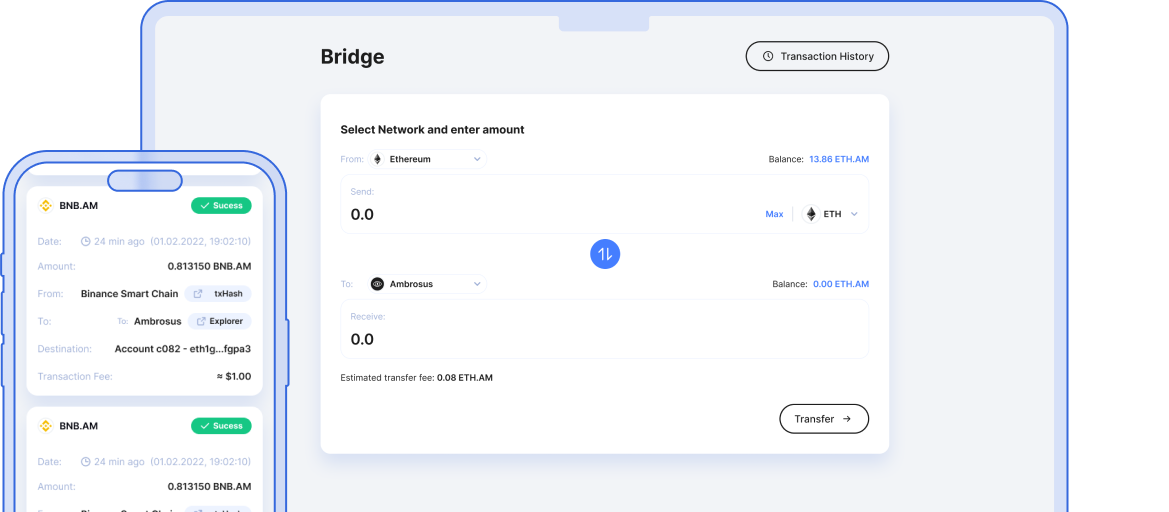 Bridge
Transaction History
Select Network and enter amount
From: Ethereum
Balance: 13.86 ETH.AM
Send:
0.0
Max ETH
To: Ambrosus
Balance: 0.00 ETH.AM
Receive:
0.0
Estimated transfer fee: 0.08 ETH.AM
Transfer
BNB.AM
Sucess
Date: 24 min ago (01.02.2022, 19:02:10)
Amount: 0.813150 BNB.AM
From: Binance Smart Chain txHash
To: To: Ambrosus Explorer
Destination: Account c082 - eth1g...fgpa3
Transaction Fee: ≈ $1.00
BNB.AM
Sucess
Date: 24 min ago (01.02.2022, 19:02:10)
Amount: 0.813150 BNB.AM